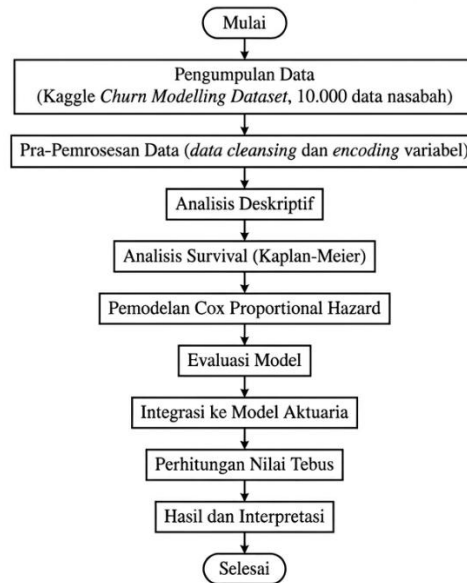 Mulai
Pengumpulan Data
(Kaggle Churn Modelling Dataset, 10.000 data nasabah)
Pra-Pemrosesan Data (data cleansing dan encoding variabel)
Analisis Deskriptif
Analisis Survival (Kaplan-Meier)
Pemodelan Cox Proportional Hazard
Evaluasi Model
Integrasi ke Model Aktuaria
Perhitungan Nilai Tebus
Hasil dan Interpretasi
Selesai